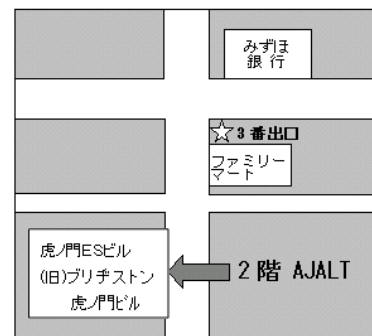 みずほ
銀 行
☆3 番出口
ファミリー
マート
虎ノ門ESビル
(旧)ブリヂストン
虎ノ門ビル
2 階 AJALT